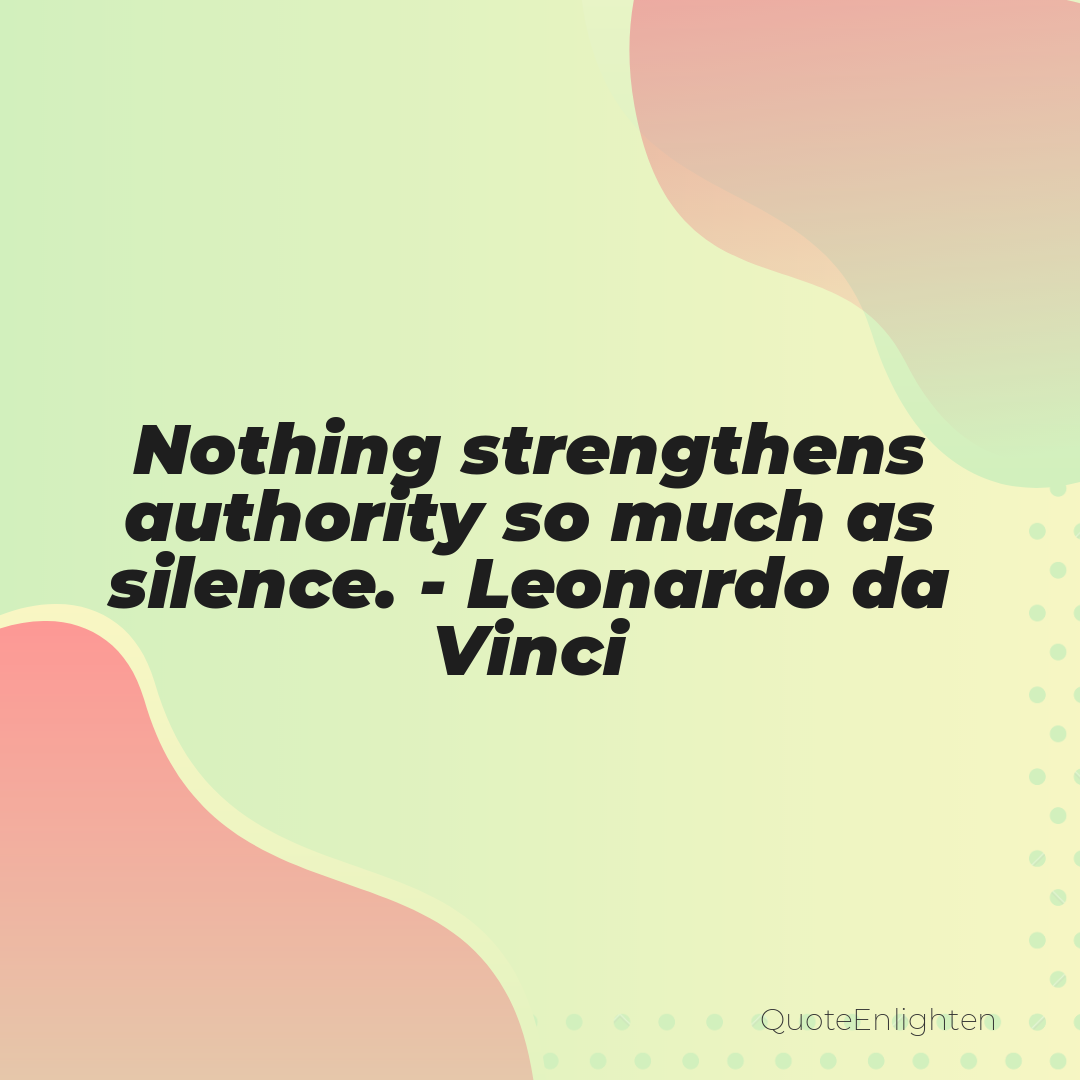 Nothing strengthens
authority so much as
silence. - Leonardo da
Vinci
QuoteEnlighten